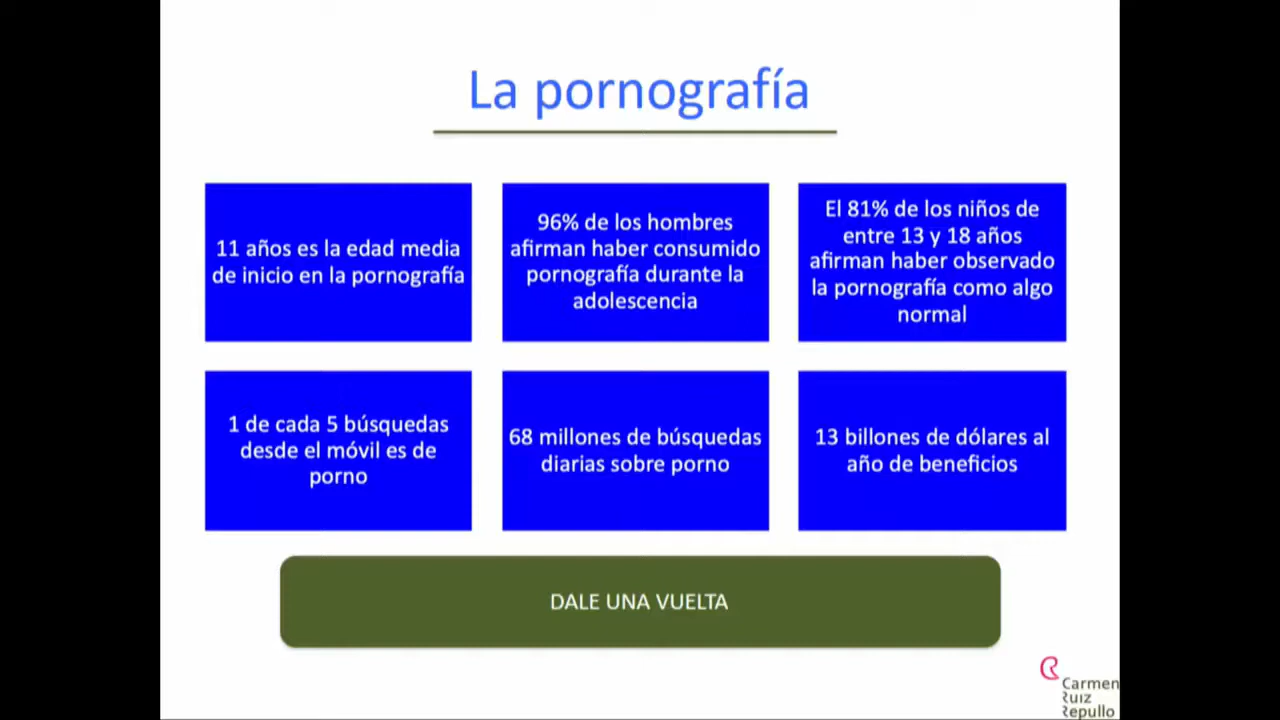 La pornografía
11 años es la edad media
de inicio en la pornografía
96% de los hombres
afirman haber consumido
pornografía durante la
adolescencia
El 81% de los niños de
entre 13 y 18 años
afirman haber observado
la pornografía como algo
normal
1 de cada 5 búsquedas
desde el móvil es de
porno
68 millones de búsquedas
diarias sobre porno
13 billones de dólares al
año de beneficios
DALE UNA VUELTA
Carmen
Ruiz
Repullo